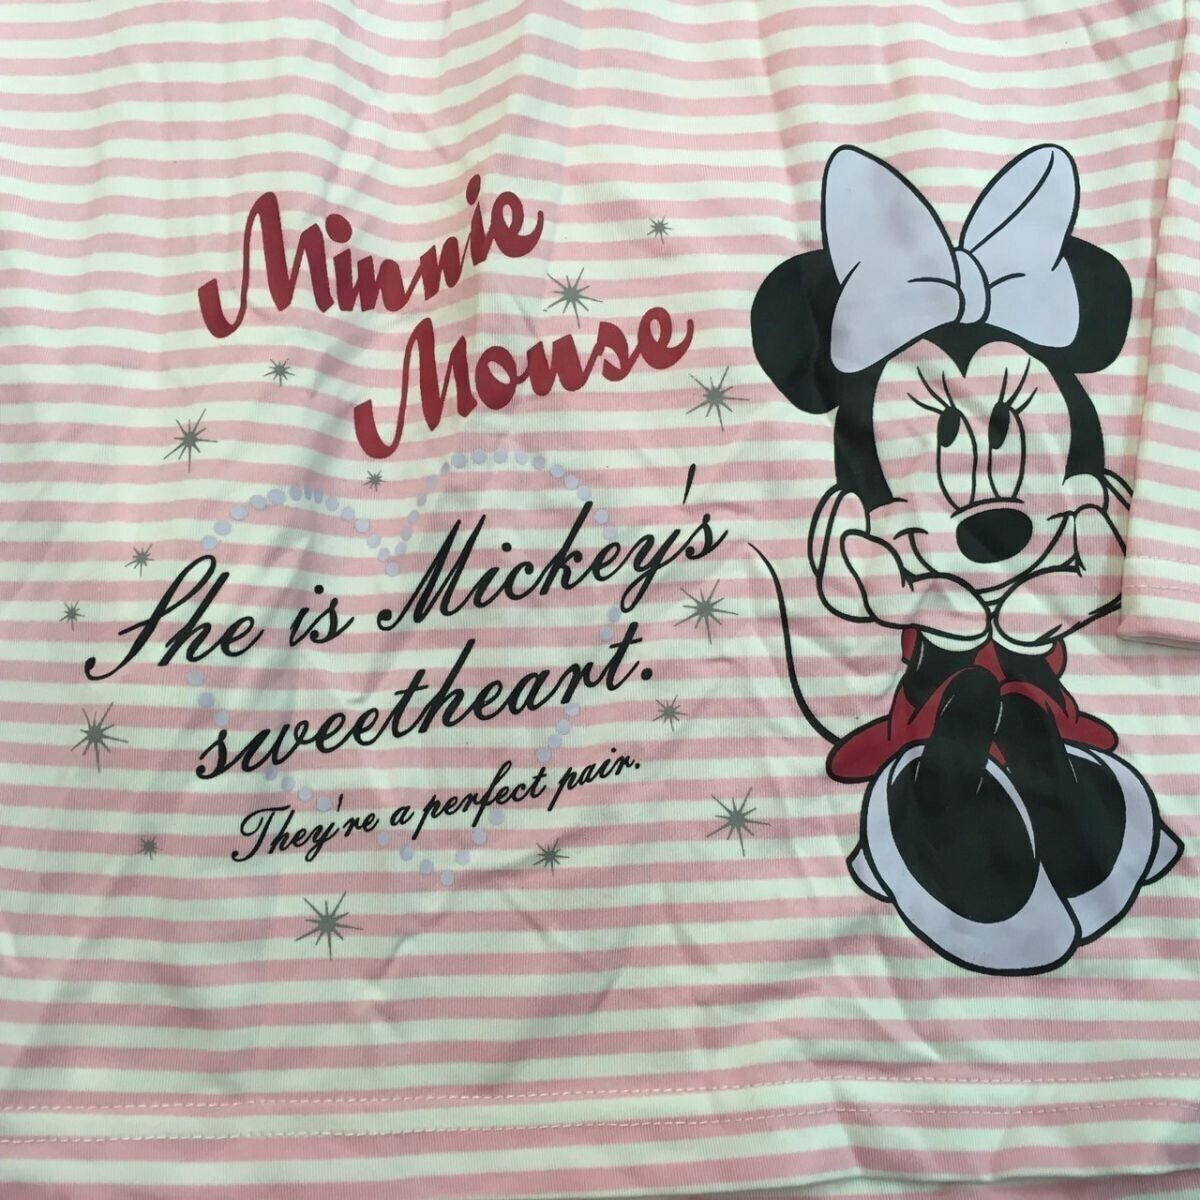 Minnie
Mouse
She is Mickey's
sweetheart.
They're a perfect pair.